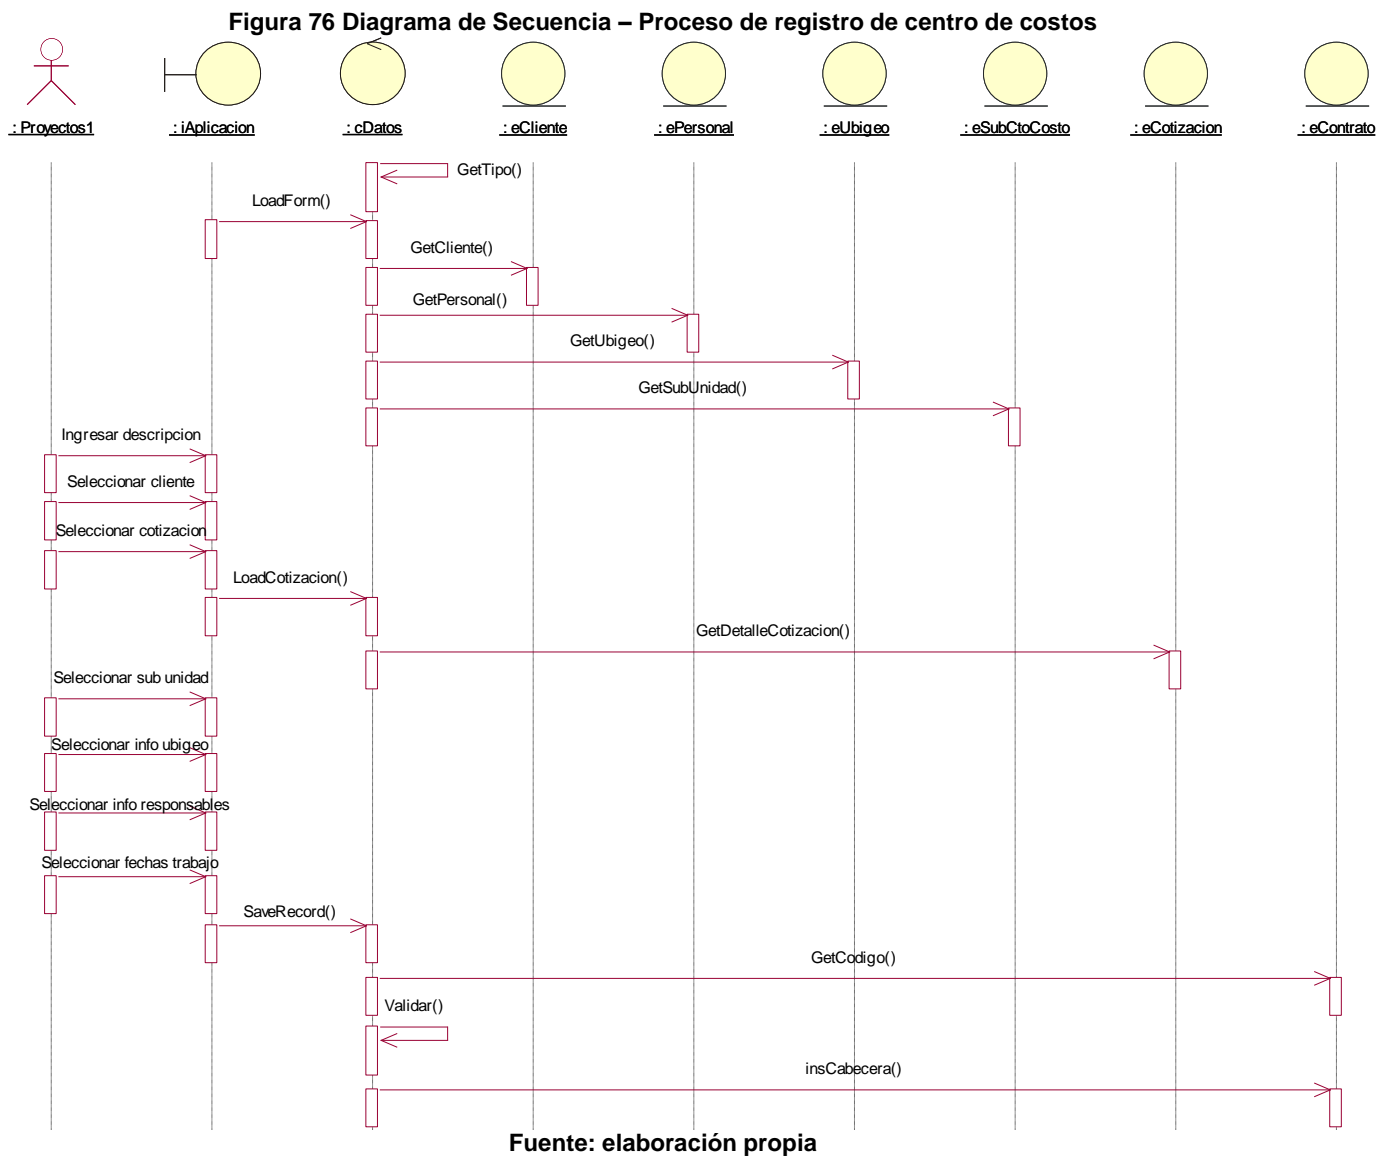 Figura 76 Diagrama de Secuencia – Proceso de registro de centro de costos
: Proyectos1
: iAplicacion
: cDatos
: eCliente
: ePersonal
: eUbigeo
: eSubCtoCosto
: eCotizacion
: eContrato
GetTipo()
LoadForm()
GetCliente()
GetPersonal()
GetUbigeo()
GetSubUnidad()
Ingresar descripcion
Seleccionar cliente
Seleccionar cotizacion
LoadCotizacion()
GetDetalleCotizacion()
Seleccionar sub unidad
Seleccionar info ubigeo
Seleccionar info responsables
Seleccionar fechas trabajo
SaveRecord()
GetCodigo()
Validar()
insCabecera()
Fuente: elaboración propia